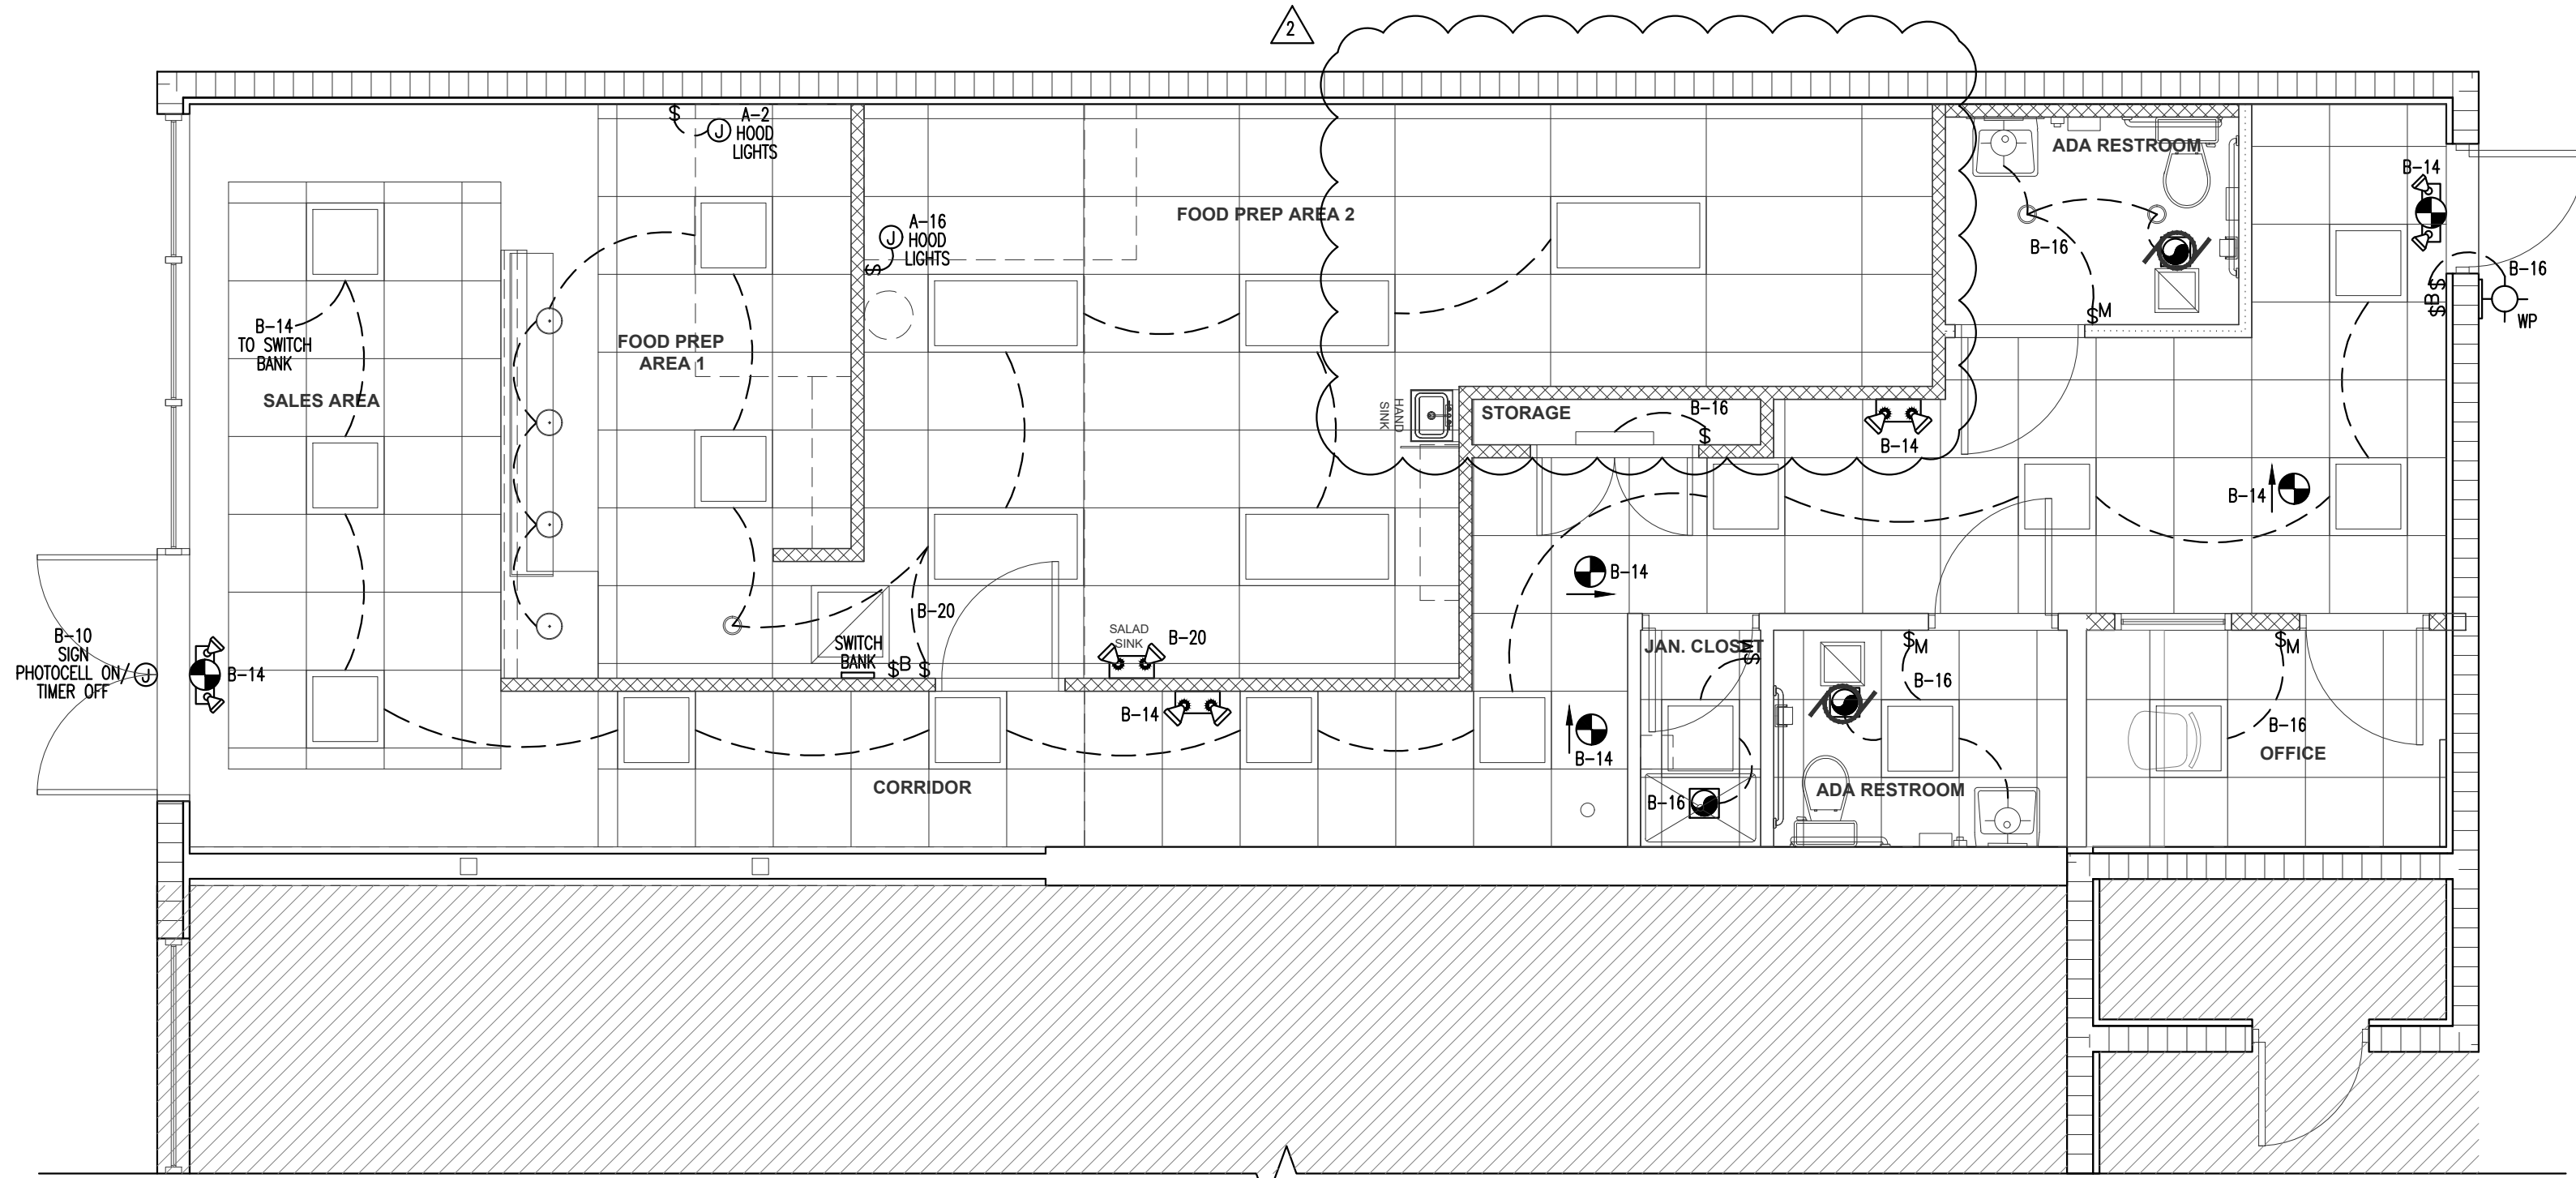 2
A-2
HOOD
LIGHTS
ADA RESTROOM
B-14
A-16
HOOD
LIGHTS
FOOD PREP AREA 2
B-16
B-16
$
$
$M
$B$
WP
B-14
TO SWITCH
BANK
FOOD PREP
AREA 1
SALES AREA
HAND
SINK
STORAGE
B-16
$
B-14
B-14
B-14
B-20
SALAD
SINK
B-20
SWITCH
BANK
$B $
B-10
SIGN
PHOTOCELL ON/
TIMER OFF
J
J
J
B-14
B-14
B-14
JAN. CLOSET
$M
$M
B-16
$M
B-16
OFFICE
CORRIDOR
B-16
ADA RESTROOM